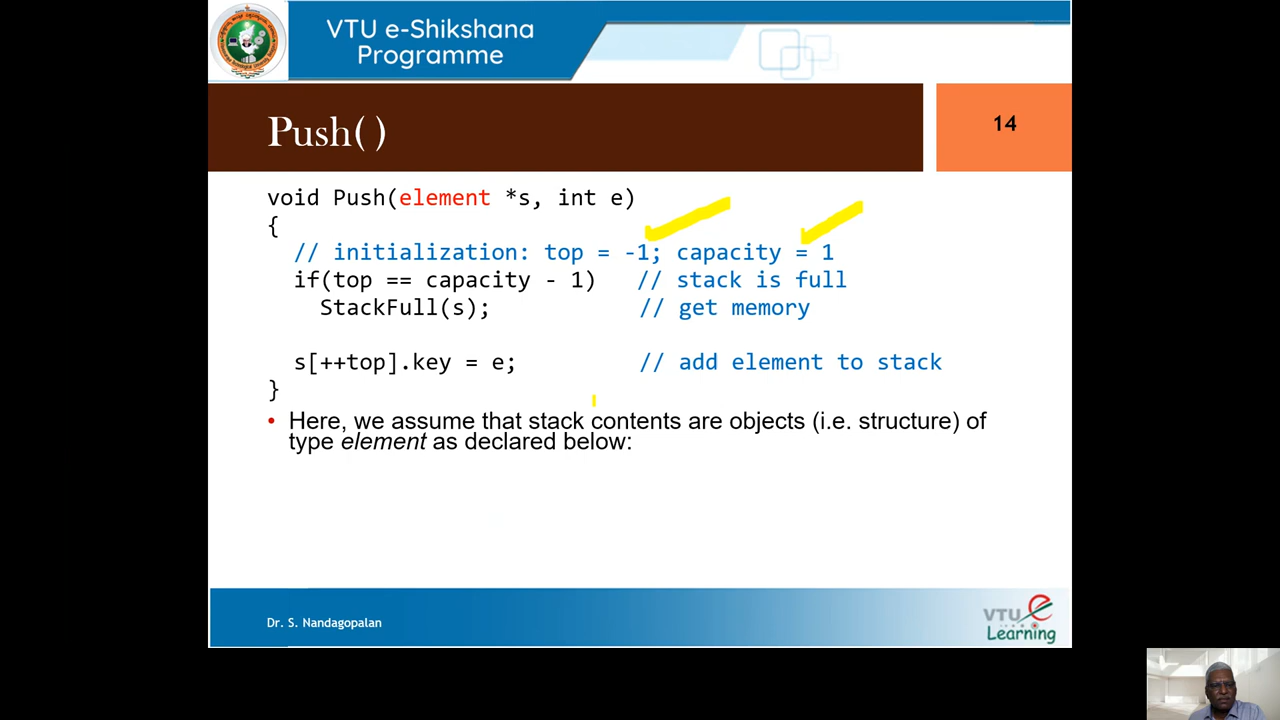 VTU e-Shikshana
Programme
Push( )
14
void Push(element *s, int e)
{
// initialization: top = -1; capacity = 1
if(top == capacity - 1) // stack is full
StackFull(s); // get memory
s[++top].key = e; // add element to stack
}
• Here, we assume that stack contents are objects (i.e. structure) of
type element as declared below:
Dr. S. Nandagopalan
VTU e
Learning